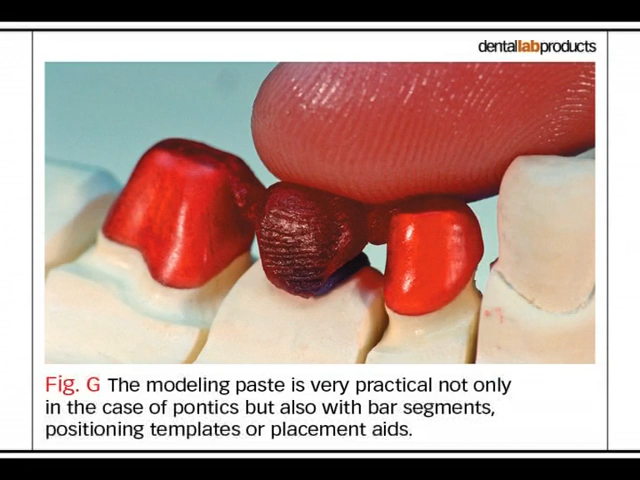 dentallabproducts
Fig. G The modeling paste is very practical not only
in the case of pontics but also with bar segments,
positioning templates or placement aids.